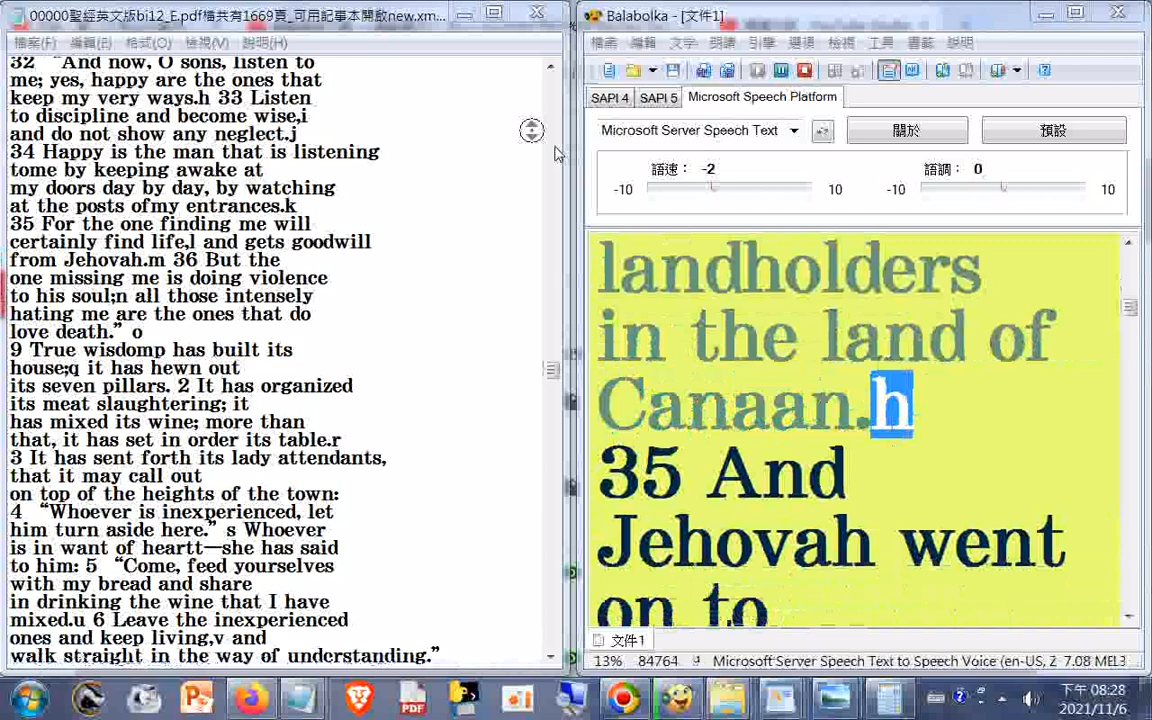 00000聖經英文版bi12_E.pdf檔共有1669頁_可用記事本開啟new.xm...
檔案(F) 編輯(E) 格式(O) 檢視(V) 說明(H)
32 “And now, O sons, listen to
me; yes, happy are the ones that
keep my very ways.h 33 Listen
to discipline and become wise,i
and do not show any neglect.j
34 Happy is the man that is listening
tome by keeping awake at
my doors day by day, by watching
at the posts ofmy entrances.k
35 For the one finding me will
certainly find life,l and gets goodwill
from Jehovah.m 36 But the
one missing me is doing violence
to his soul;n all those intensely
hating me are the ones that do
love death.” o
9 True wisdomp has built its
house;q it has hewn out
its seven pillars. 2 It has organized
its meat slaughtering; it
has mixed its wine; more than
that, it has set in order its table.r
3 It has sent forth its lady attendants,
that it may call out
on top of the heights of the town:
4 “Whoever is inexperienced, let
him turn aside here.” s Whoever
is in want of heartt—she has said
to him: 5 “Come, feed yourselves
with my bread and share
in drinking the wine that I have
mixed.u 6 Leave the inexperienced
ones and keep living,v and
walk straight in the way of understanding.”
Balabolka - [文件1]
檔案 編輯 文字 朗讀 引擎 選項 檢視 工具 書籤 說明
SAPI 4 SAPI 5 Microsoft Speech Platform
Microsoft Server Speech Text 關於 預設
語速： -2 語調： 0
-10 10 -10 10
landholders
in the land of
Canaan.h
35 And
Jehovah went
on to
文件1
13% 84764 Microsoft Server Speech Text to Speech Voice (en-US, Z 7.08 MEL3
PDF
下午 08:28
2021/11/6